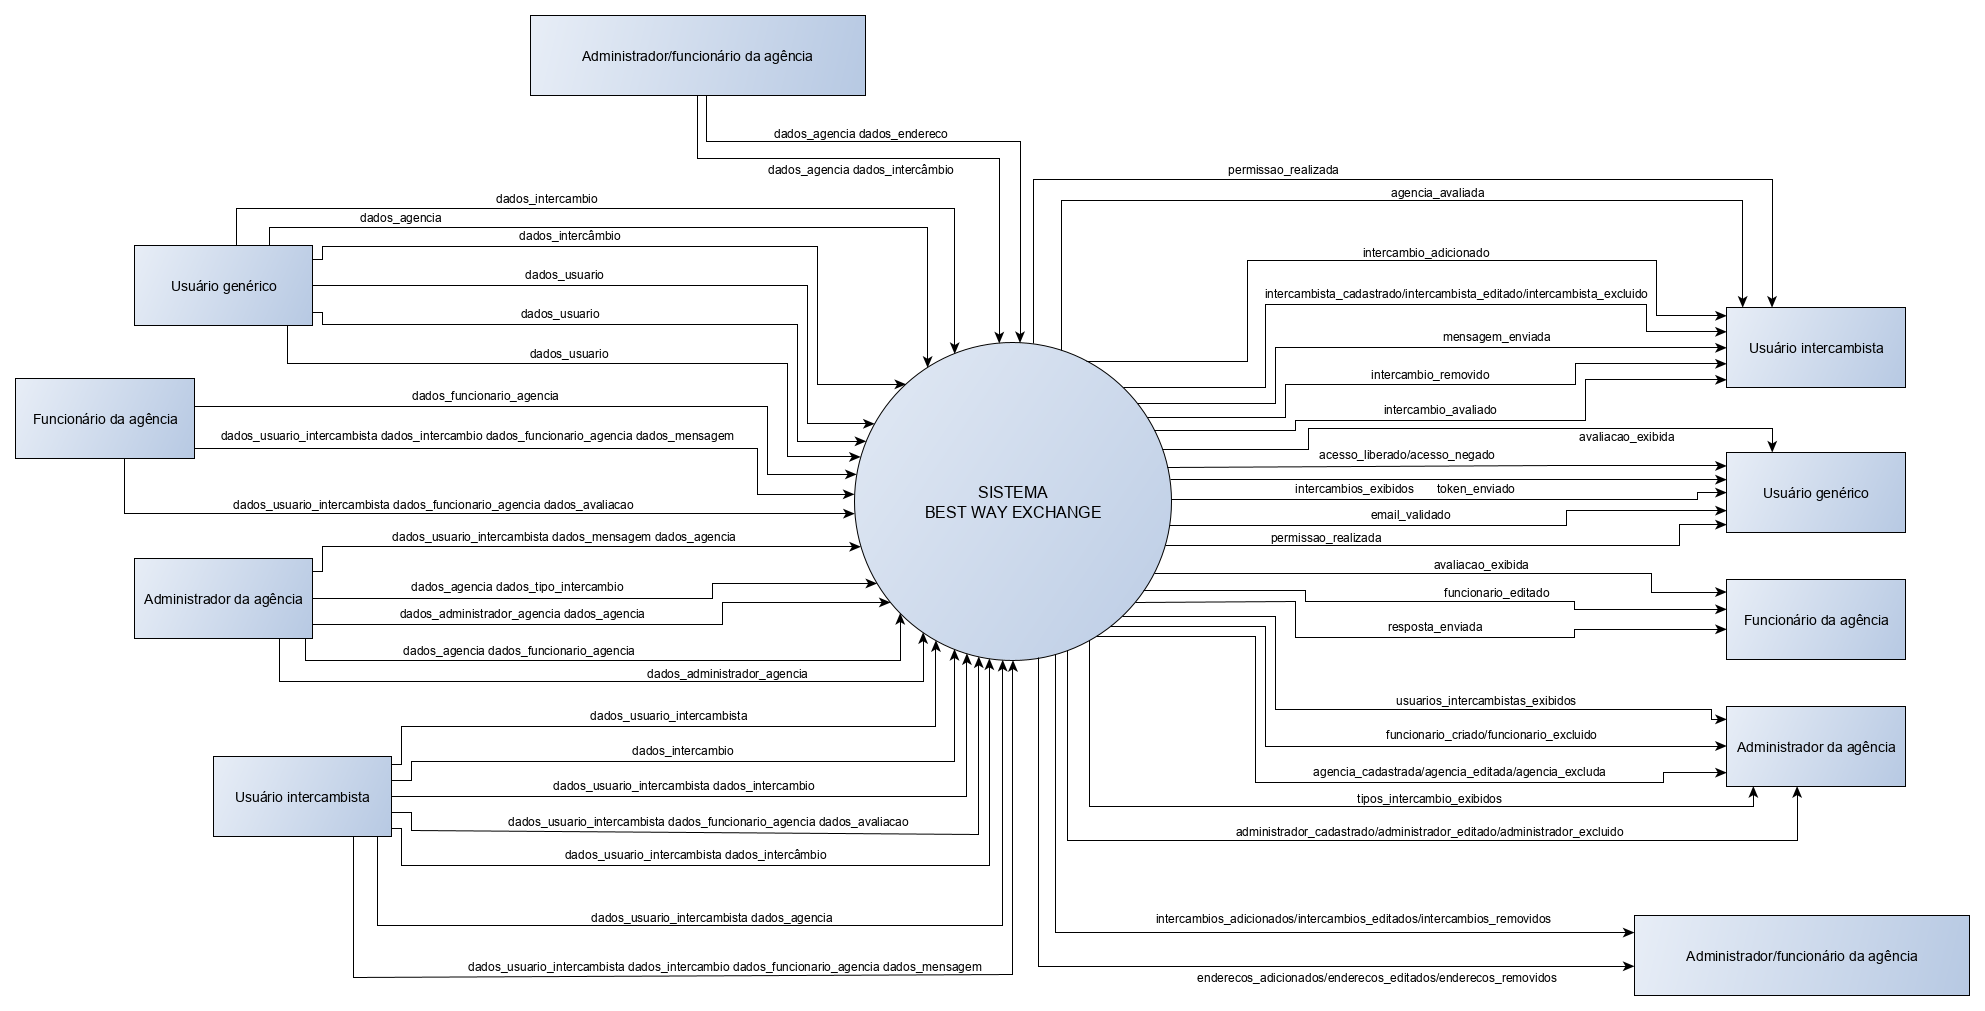 Administrador/funcionário da agência
dados_agencia dados_endereco
dados_agencia dados_intercâmbio
permissao_realizada
agencia_avaliada
dados_intercambio
dados_agencia
dados_intercâmbio
dados_usuario
dados_usuario
dados_usuario
Usuário genérico
Funcionário da agência
dados_funcionario_agencia
dados_usuario_intercambista dados_intercambio dados_funcionario_agencia dados_mensagem
dados_usuario_intercambista dados_funcionario_agencia dados_avaliacao
Administrador da agência
dados_usuario_intercambista dados_mensagem dados_agencia
dados_agencia dados_tipo_intercambio
dados_administrador_agencia dados_agencia
dados_agencia dados_funcionario_agencia
dados_administrador_agencia
Usuário intercambista
dados_usuario_intercambista
dados_intercambio
dados_usuario_intercambista dados_intercambio
dados_usuario_intercambista dados_funcionario_agencia dados_avaliacao
dados_usuario_intercambista dados_intercâmbio
dados_usuario_intercambista dados_agencia
dados_usuario_intercambista dados_intercambio dados_funcionario_agencia dados_mensagem
SISTEMA
BEST WAY EXCHANGE
intercambio_adicionado
intercambista_cadastrado/intercambista_editado/intercambista_excluido
mensagem_enviada
intercambio_removido
intercambio_avaliado
Usuário intercambista
avaliacao_exibida
acesso_liberado/acesso_negado
intercambios_exibidos token_enviado
email_validado
permissao_realizada
Usuário genérico
avaliacao_exibida
funcionario_editado
resposta_enviada
Funcionário da agência
usuarios_intercambistas_exibidos
funcionario_criado/funcionario_excluido
agencia_cadastrada/agencia_editada/agencia_excluda
tipos_intercambio_exibidos
administrador_cadastrado/administrador_editado/administrador_excluido
Administrador da agência
intercambios_adicionados/intercambios_editados/intercambios_removidos
enderecos_adicionados/enderecos_editados/enderecos_removidos
Administrador/funcionário da agência